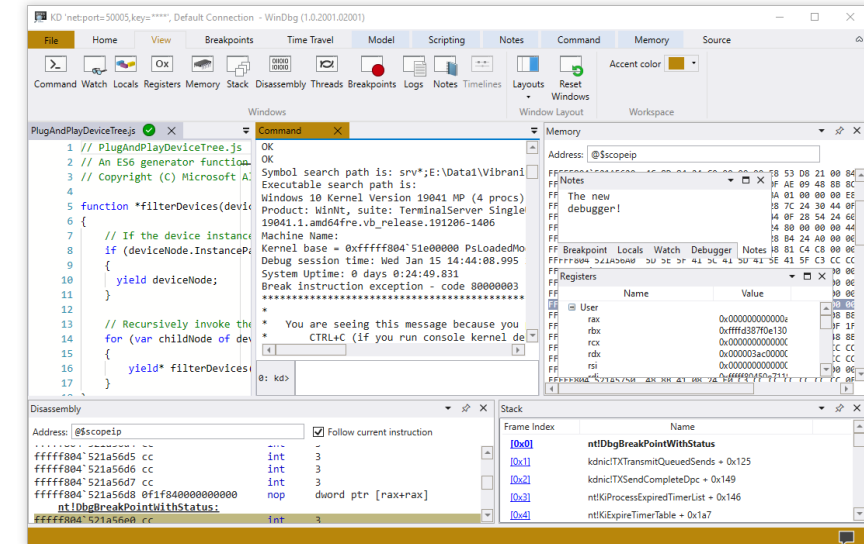 KD 'net:port=50005,key=****', Default Connection - WinDbg (1.0.2001.02001)
File Home View Breakpoints Time Travel Model Scripting Notes Command Memory Source
Command Watch Locals Registers Memory Stack Disassembly Threads Breakpoints Logs Notes Timelines Layouts Reset Windows
Accent color
Windows Window Layout Workspace
PlugAndPlayDeviceTree.js
1 // PlugAndPlayDeviceTree.js
2 // An ES6 generator function
3 // Copyright (C) Microsoft
4
5 function *filterDevices(devic
6 {
7 // If the device instance
8 if (deviceNode.InstancePa
9 {
10 yield deviceNode;
11 }
12
13 // Recursively invoke the
14 for (var childNode of dev
15 {
16 yield* filterDevices(
17 }
Command
OK
OK
Symbol search path is: srv*;E:\Data1\Vibrani
Executable search path is:
Windows 10 Kernel Version 19041 MP (4 procs)
Product: WinNt, suite: TerminalServer Single
19041.1.amd64fre.vb_release.191206-1406
Machine Name:
Kernel base = 0xfffff804`51e00000 PsLoadedMo
Debug session time: Wed Jan 15 14:44:08.995
System Uptime: 0 days 0:24:49.831
Break instruction exception - code 80000003
*********************************************
*
* You are seeing this message because you
* CTRL+C (if you run console kernel de
0: kd>
Memory
Address: @$scopeip
Notes
The new
debugger!
Breakpoint Locals Watch Debugger Notes
Registers
Name Value
User
rax 0x000000000000a
rbx 0xffffd387f0e130
rcx 0x000000000000
rdx 0x000003ac00000
rsi 0x000000000000
Disassembly
Address: @$scopeip
Follow current instruction
fffff804`521a56d5 cc int 3
fffff804`521a56d6 cc int 3
fffff804`521a56d7 cc int 3
fffff804`521a56d8 0f1f840000000000 nop dword ptr [rax+rax]
nt!DbgBreakPointWithStatus:
fffff804`521a56e0 cc int 3
Stack
Frame Index Name
[0x0] nt!DbgBreakPointWithStatus
[0x1] kdnic!TXTransmitQueuedSends + 0x125
[0x2] kdnic!TXSendCompleteDpc + 0x149
[0x3] nt!KiProcessExpiredTimerList + 0x146
[0x4] nt!KiExpireTimerTable + 0x1a7